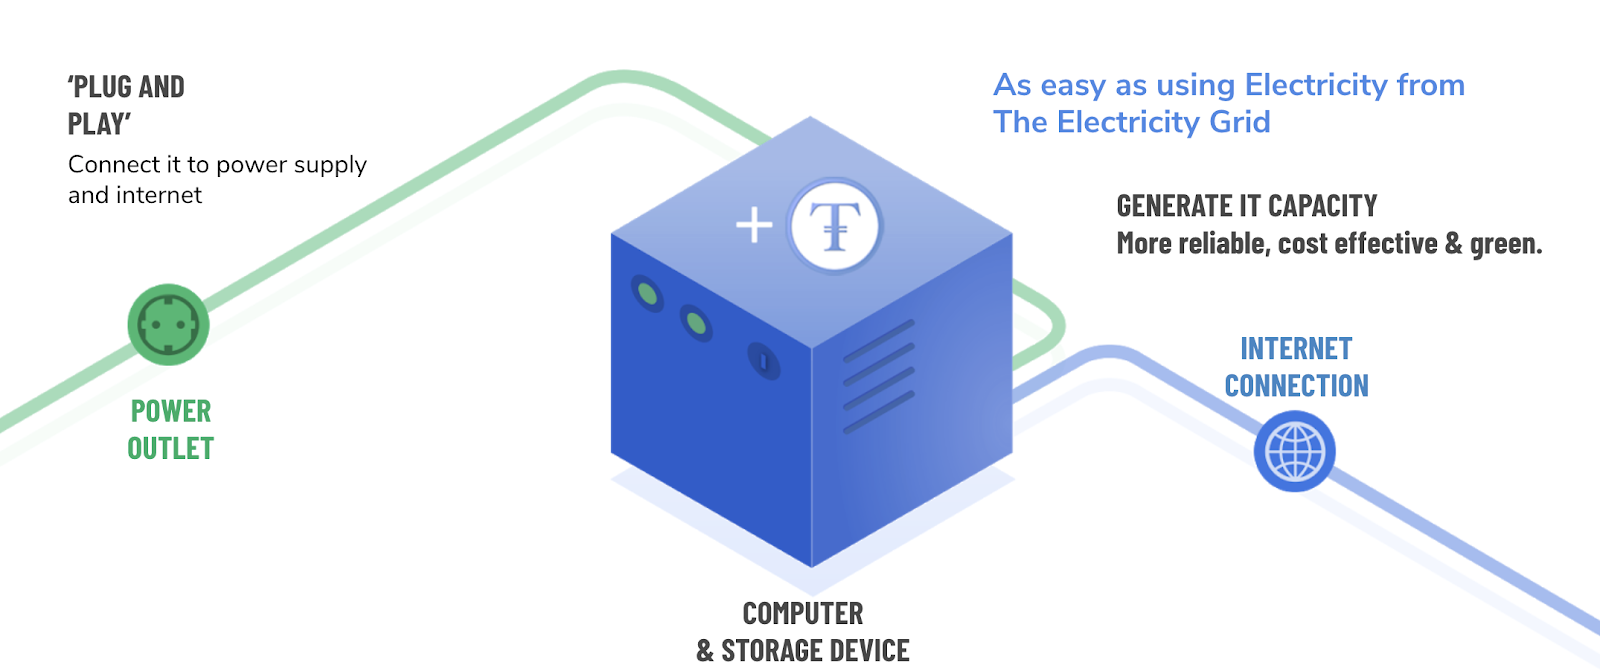 ‘PLUG AND
PLAY’
Connect it to power supply
and internet
POWER
OUTLET
As easy as using Electricity from
The Electricity Grid
GENERATE IT CAPACITY
More reliable, cost effective & green.
INTERNET
CONNECTION
COMPUTER
& STORAGE DEVICE